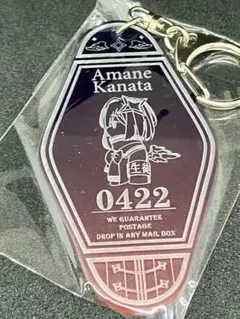 Amane
Kanata
0422
WE GUARANTEE
POSTAGE
DROP IN ANY MAIL BOX